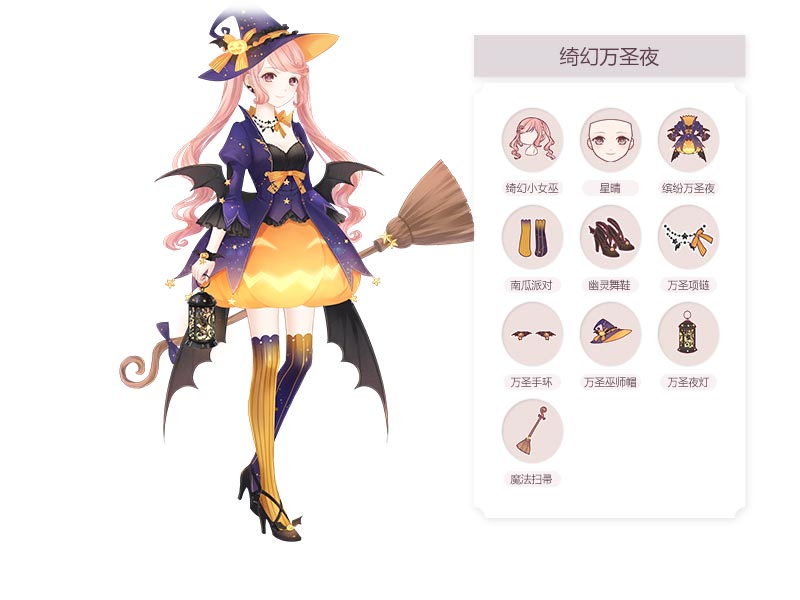 绮幻万圣夜
绮幻小女巫 星晴 缤纷万圣夜
南瓜派对 幽灵舞鞋 万圣项链
万圣手环 万圣巫师帽 万圣夜灯
魔法扫帚